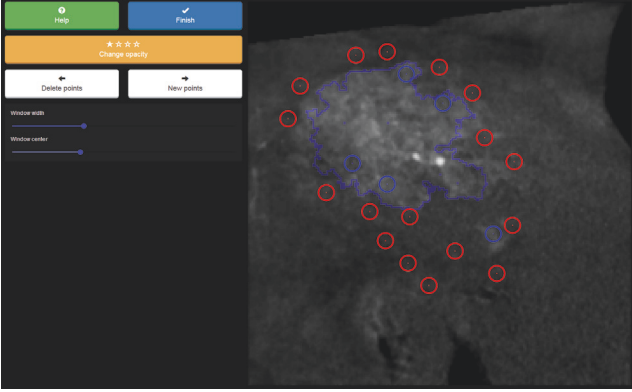 Help
Finish
Change opacity
Delete points
New points
Window width
Window center